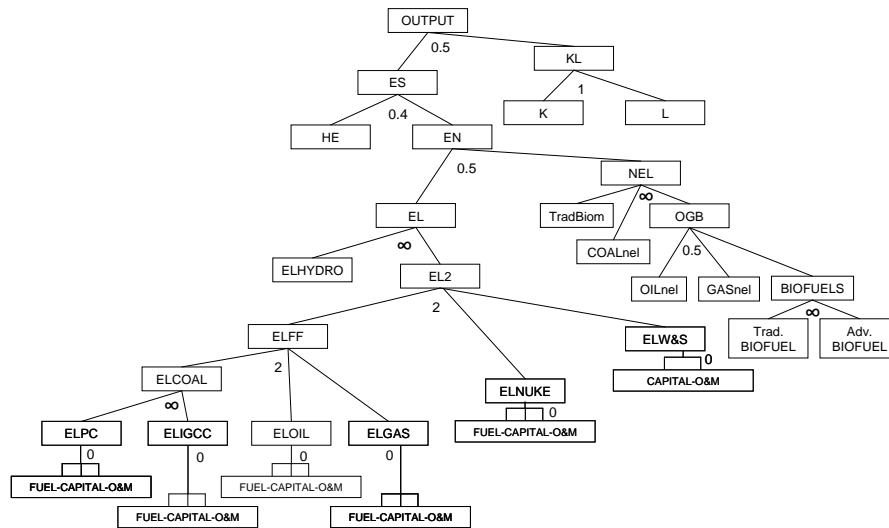 OUTPUT
0.5
KL
ES
1
K
L
0.4
HE
EN
0.5
NEL
∞
TradBiom
EL
OGB
∞
COALnel
0.5
ELHYDRO
EL2
OILnel
GASnel
BIOFUELS
2
∞
ELFF
ELW&S
Trad.
BIOFUEL
Adv.
BIOFUEL
2
0
ELCOAL
CAPITAL-O&M
∞
ELNUKE
0
ELPC
ELIGCC
ELOIL
ELGAS
FUEL-CAPITAL-O&M
0
0
0
0
FUEL-CAPITAL-O&M
FUEL-CAPITAL-O&M
FUEL-CAPITAL-O&M
FUEL-CAPITAL-O&M